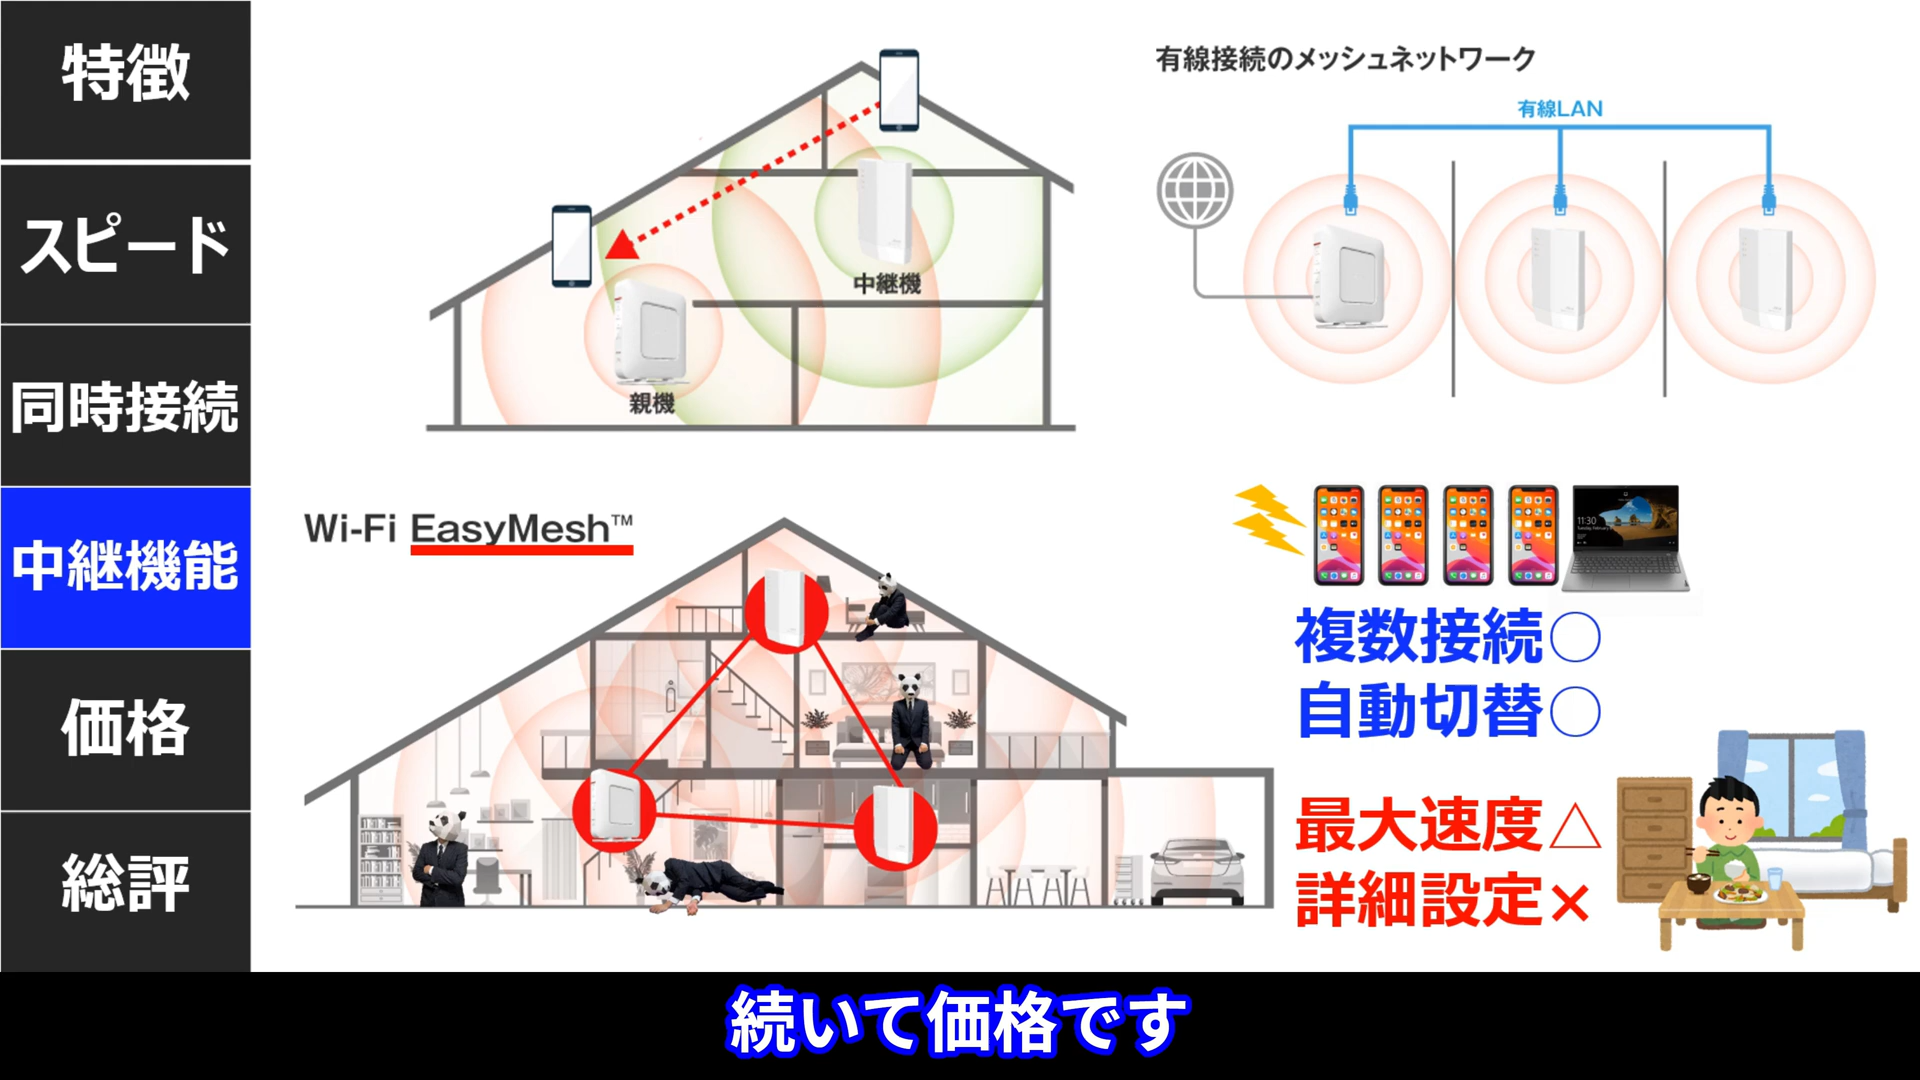 特徴
スピード
同時接続
中継機能
価格
総評
中継機
親機
有線接続のメッシュネットワーク
有線LAN
Wi-Fi EasyMesh™
11:30
複数接続○
自動切替○
最大速度△
詳細設定×
続いて価格です